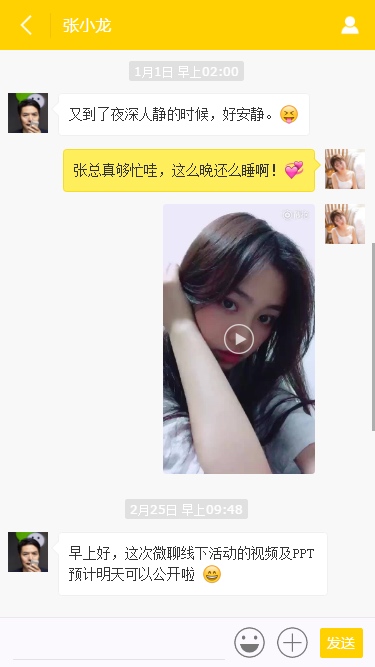 张小龙
1月1日 早上02:00
又到了夜深人静的时候，好安静。😝
张总真够忙哇，这么晚还么睡啊！💞
2月25日 早上09:48
早上好，这次微聊线下活动的视频及PPT
预计明天可以公开啦 😄
发送